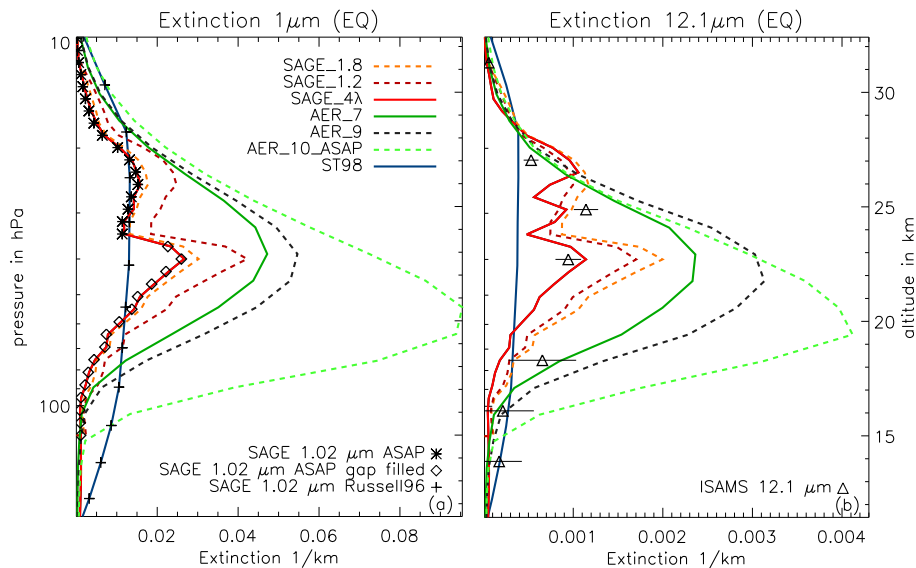 Extinction 1μm (EQ)
Extinction 12.1μm (EQ)
10
100
pressure in hPa
SAGE_1.8
SAGE_1.2
SAGE_4λ
AER_7
AER_9
AER_10_ASAP
ST98
SAGE 1.02 μm ASAP
SAGE 1.02 μm ASAP gap filled
SAGE 1.02 μm Russell96
(a)
0.02 0.04 0.06 0.08
Extinction 1/km
30
25
20
15
altitude in km
ISAMS 12.1 μm
(b)
0.001 0.002 0.003 0.004
Extinction 1/km